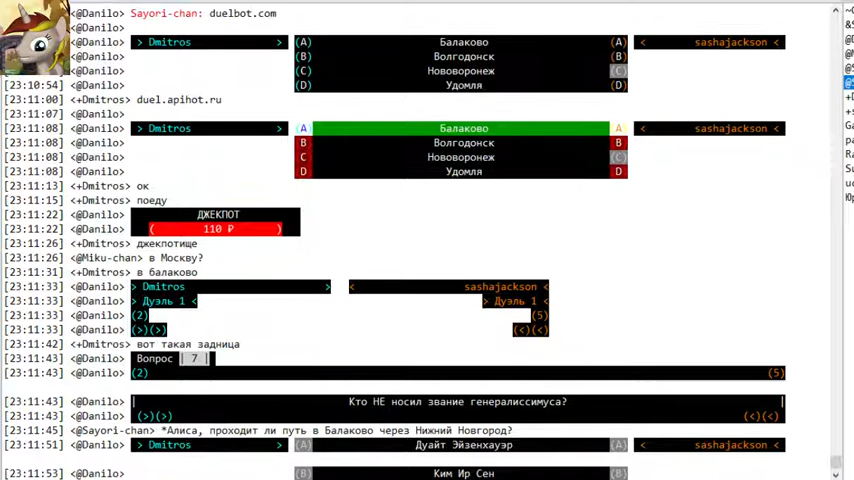 <@Danilo> Sayori-chan: duelbot.com
<@Danilo>
<@Danilo> > Dmitros > (A) Балаково (A) < sashajackson <
<@Danilo> (B) Волгодонск (B)
<@Danilo> (C) Нововоронеж (C)
[23:10:54] <@Danilo> (D) Удомля (D)
[23:11:00] <+Dmitros> duel.apihot.ru
[23:11:07] <@Danilo>
[23:11:08] <@Danilo> > Dmitros > (A Балаково A) < sashajackson <
[23:11:08] <@Danilo> B Волгодонск B
[23:11:08] <@Danilo> C Нововоронеж (C)
[23:11:08] <@Danilo> D Удомля D
[23:11:13] <+Dmitros> ок
[23:11:15] <+Dmitros> поеду
[23:11:22] <@Danilo> ДЖЕКПОТ
[23:11:22] <@Danilo> ( 110 ₽ )
[23:11:26] <+Dmitros> джекпотище
[23:11:26] <@Miku-chan> в Москву?
[23:11:31] <+Dmitros> в балаково
[23:11:33] <@Danilo> > Dmitros > < sashajackson <
[23:11:33] <@Danilo> > Дуэль 1 < > Дуэль 1 <
[23:11:33] <@Danilo> (2) (5)
[23:11:33] <@Danilo> (>)(>) (<)(<)
[23:11:42] <+Dmitros> вот такая задница
[23:11:43] <@Danilo> Вопрос | 7 |
[23:11:43] <@Danilo> (2) (5)
[23:11:43] <@Danilo> | Кто НЕ носил звание генералиссимуса? |
[23:11:43] <@Danilo> (>)(>) (<)(<)
[23:11:45] <@Sayori-chan> *Алиса, проходит ли путь в Балаково через Нижний Новгород?
[23:11:51] <@Danilo> > Dmitros > (A) Дуайт Эйзенхауэр (A) < sashajackson <
[23:11:53] <@Danilo> (B) Ким Ир Сен (B)